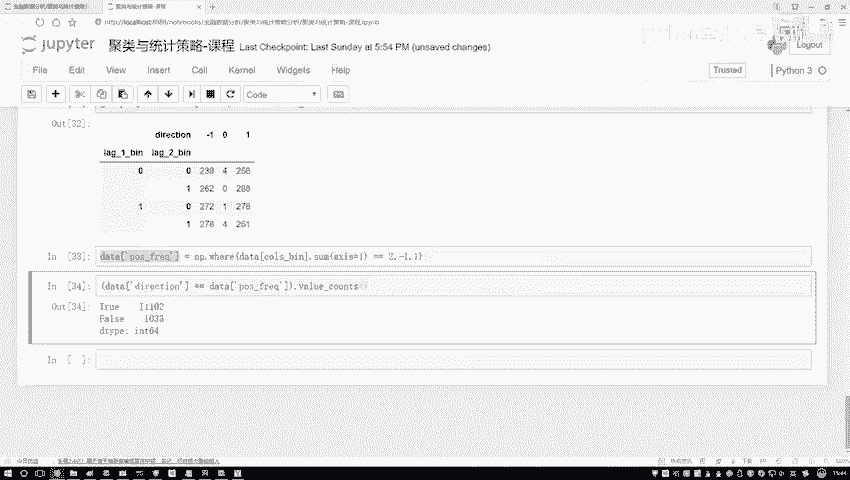 聚类与统计策略-课程
http://localhost:8888/notebooks/金融数据分析/聚类与统计策略分析/聚类与统计策略-课程.ipynb
jupyter 聚类与统计策略-课程 Last Checkpoint: Last Sunday at 5:54 PM (unsaved changes)
Logout
File Edit View Insert Cell Kernel Widgets Help
Trusted Python 3
Code
Out[32]:
direction -1 0 1
lag_1_bin lag_2_bin
0 0 239 4 258
1 262 0 288
1 0 272 1 278
1 278 4 251
In [33]: data['pos_freq'] = np.where(data[cols_bin].sum(axis=1) == 2,-1,1)
In [34]: (data['direction'] == data['pos_freq']).value_counts()
Out[34]: True 1102
False 1033
dtype: int64
In [ ]: